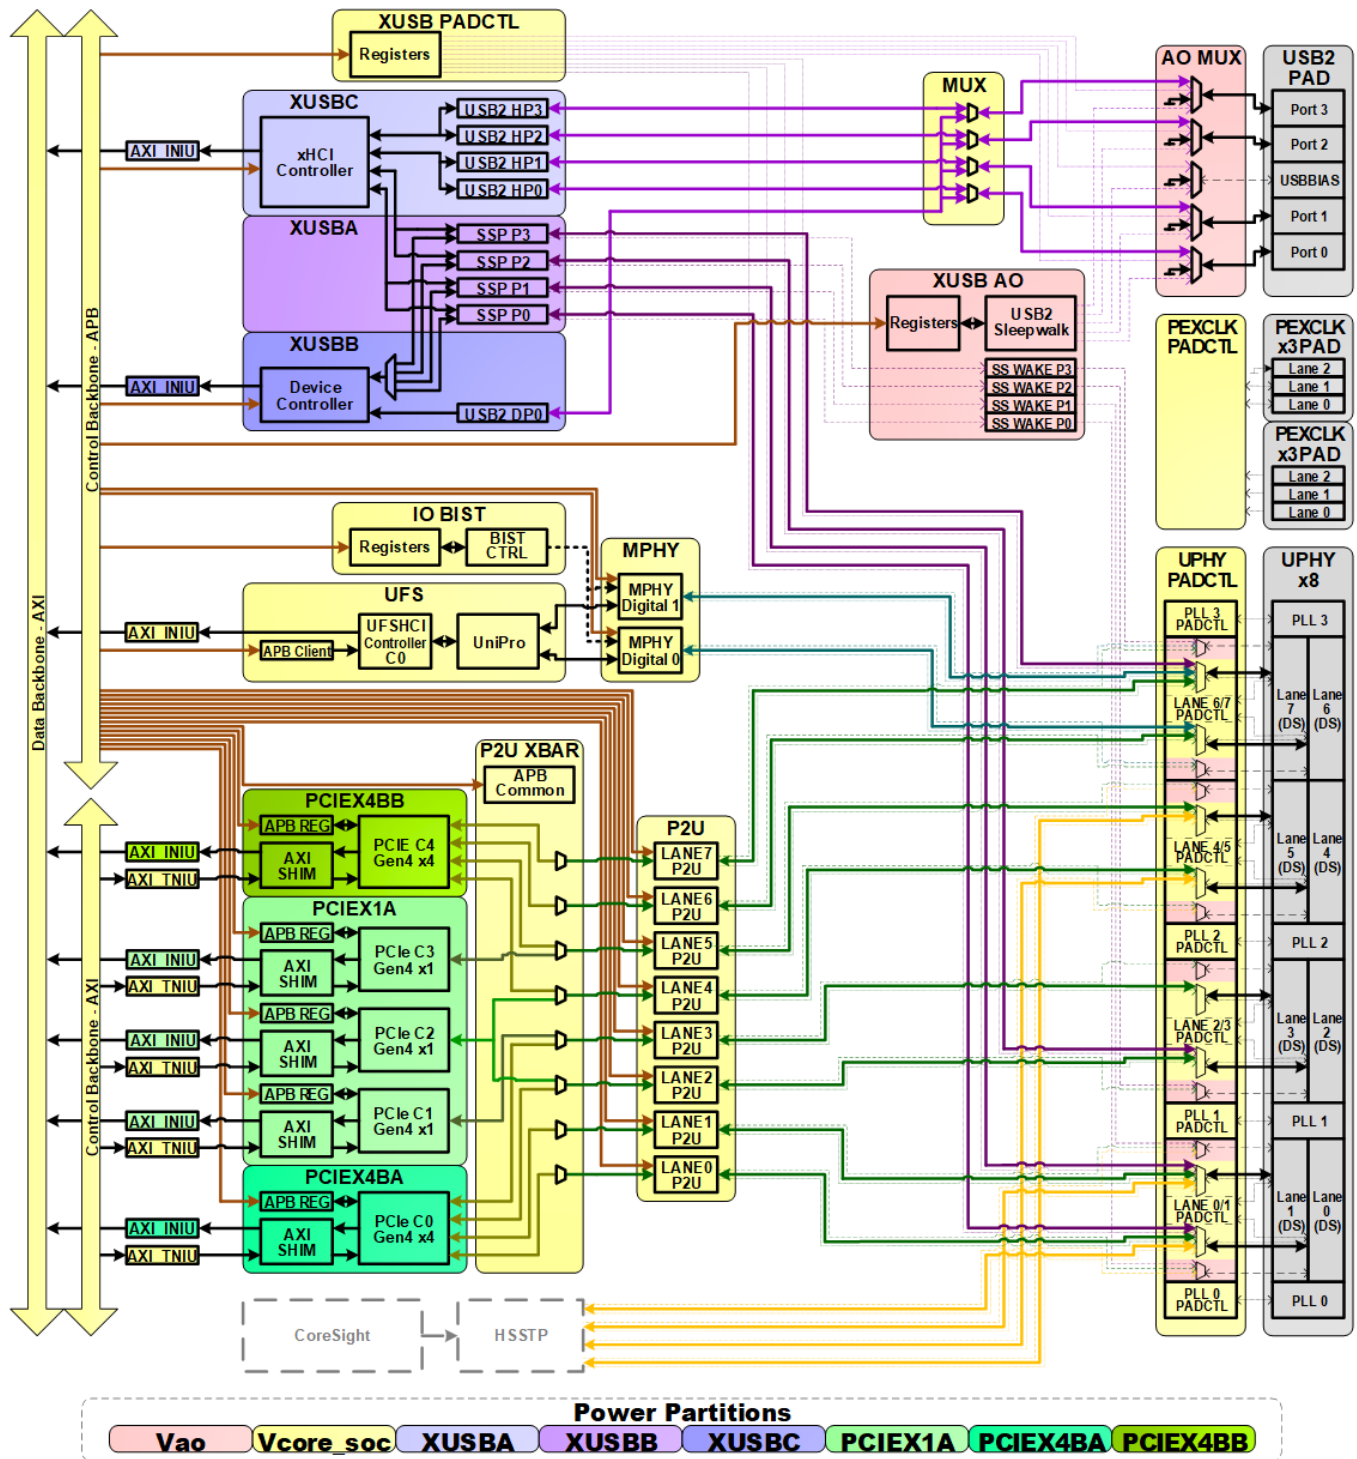 XUSB PADCTL
Registers
XUSBC
USB2 HP3
USB2 HP2
xHCI
Controller
USB2 HP1
USB2 HP0
AXI INIU
XUSBA
SSP P3
SSP P2
SSP P1
SSP P0
XUSBB
Device
Controller
USB2 DP0
AXI INIU
MUX
AO MUX
USB2
PAD
Port 3
Port 2
USBBIAS
Port 1
Port 0
XUSB AO
Registers
USB2
Sleepwalk
SS WAKE P3
SS WAKE P2
SS WAKE P1
SS WAKE P0
PEXCLK
PADCTL
PEXCLK
x3PAD
Lane 2
Lane 1
Lane 0
PEXCLK
x3PAD
Lane 2
Lane 1
Lane 0
Control Backbone - APB
Data Backbone - AXI
Control Backbone - AXI
IO BIST
Registers
BIST
CTRL
MPHY
MPHY
Digital 1
MPHY
Digital 0
UFS
UFSHCI
Controller
C0
UniPro
APB Client
AXI INIU
UPHY
PADCTL
PLL 3
PADCTL
LANE 6/7
PADCTL
LANE 4/5
PADCTL
PLL 2
PADCTL
LANE 2/3
PADCTL
PLL 1
PADCTL
LANE 0/1
PADCTL
PLL 0
PADCTL
UPHY
x8
PLL 3
Lane
7
(DS)
Lane
6
(DS)
Lane
5
(DS)
Lane
4
(DS)
PLL 2
Lane
3
(DS)
Lane
2
(DS)
PLL 1
Lane
1
(DS)
Lane
0
(DS)
PLL 0
P2U XBAR
APB
Common
P2U
LANE7
P2U
LANE6
P2U
LANE5
P2U
LANE4
P2U
LANE3
P2U
LANE2
P2U
LANE1
P2U
LANE0
P2U
PCIEX4BB
APB REG
AXI
SHIM
PCIE C4
Gen4 x4
AXI INIU
AXI TNIU
PCIEX1A
APB REG
AXI
SHIM
PCIe C3
Gen4 x1
AXI INIU
AXI TNIU
APB REG
AXI
SHIM
PCIe C2
Gen4 x1
AXI INIU
AXI TNIU
APB REG
AXI
SHIM
PCIe C1
Gen4 x1
AXI INIU
AXI TNIU
PCIEX4BA
APB REG
AXI
SHIM
PCIe C0
Gen4 x4
AXI INIU
AXI TNIU
CoreSight
HSSTP
Power Partitions
Vao
Vcore_soc
XUSBA
XUSBB
XUSBC
PCIEX1A
PCIEX4BA
PCIEX4BB